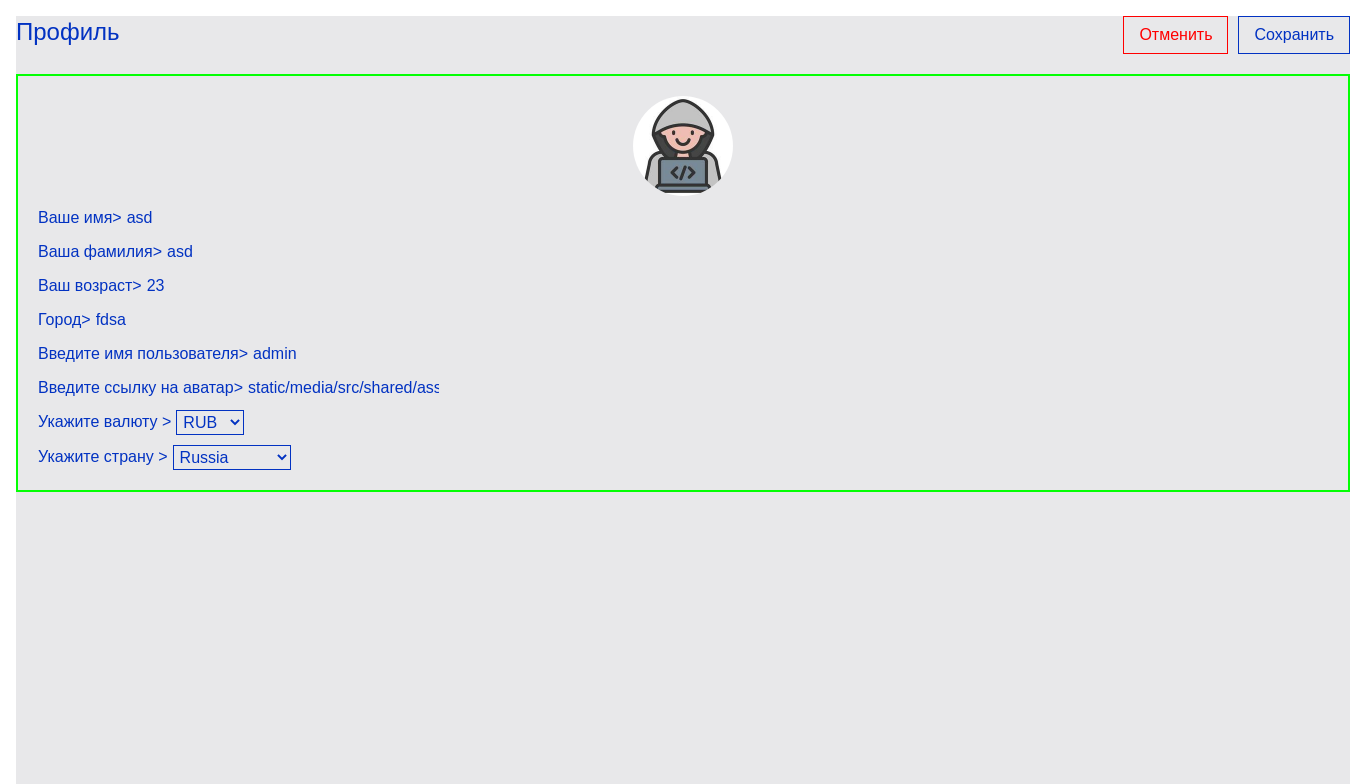 Профиль
Отменить
Сохранить
</>
Ваше имя> asd
Ваша фамилия> asd
Ваш возраст> 23
Город> fdsa
Введите имя пользователя> admin
Введите ссылку на аватар> static/media/src/shared/ass
Укажите валюту > RUB
Укажите страну > Russia